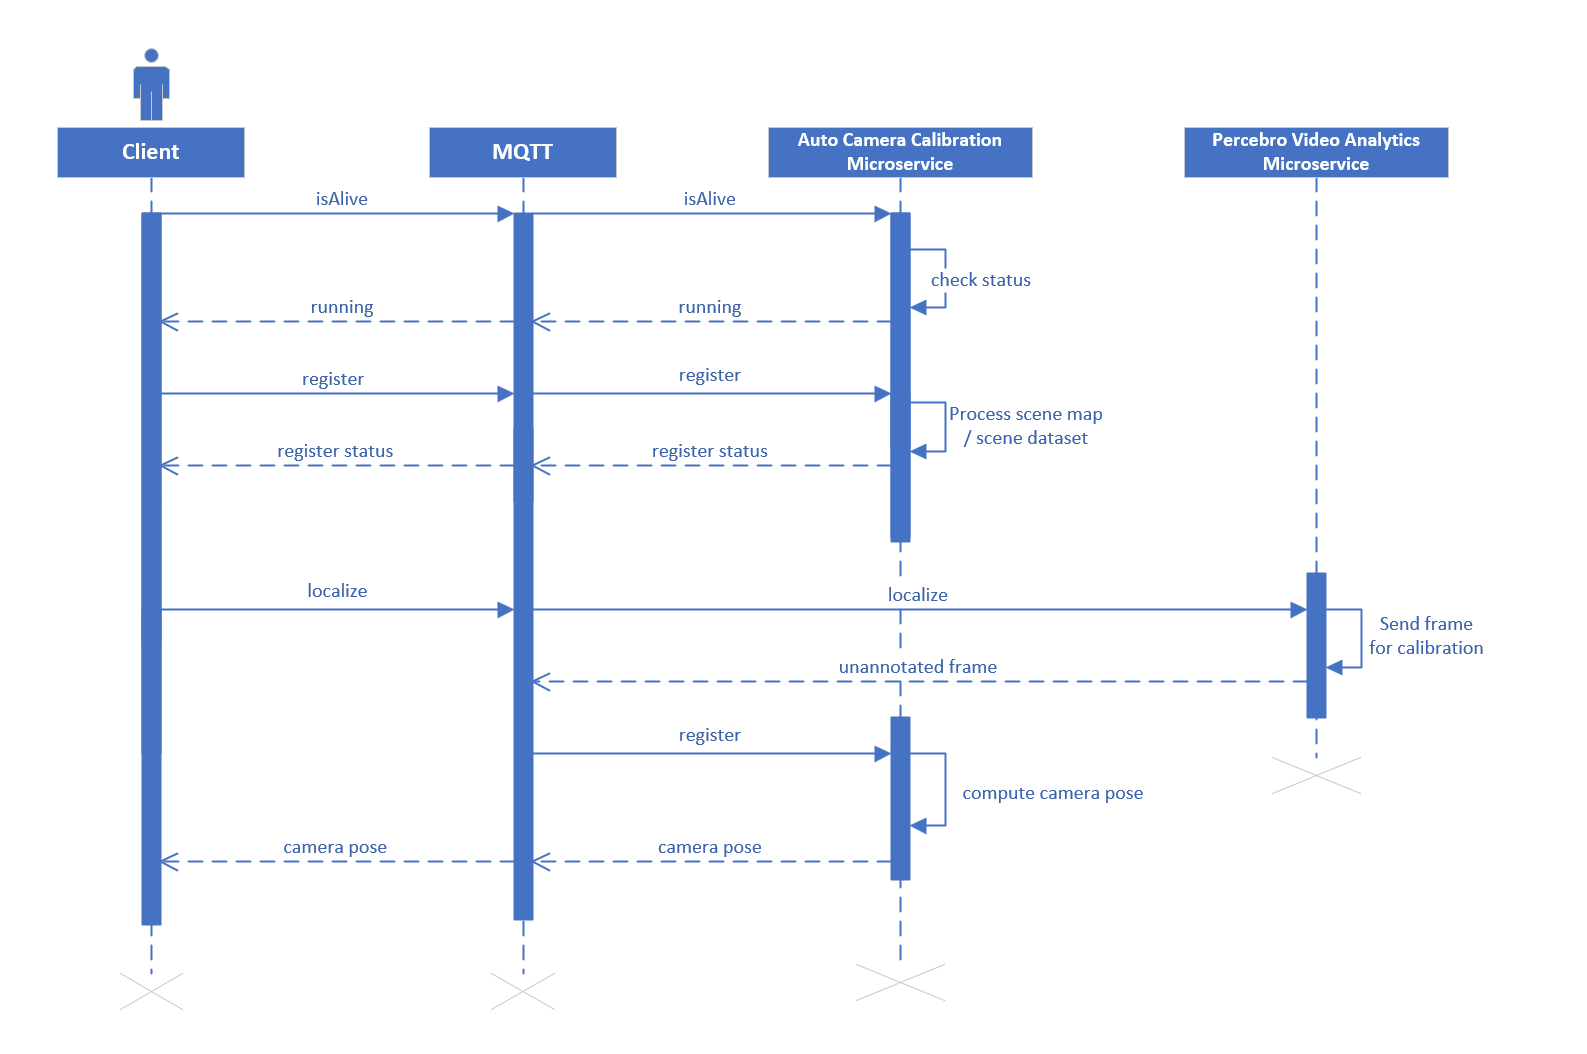 Client
MQTT
Auto Camera Calibration
Microservice
Percebro Video Analytics
Microservice
isAlive
isAlive
check status
running
running
register
register
Process scene map
/ scene dataset
register status
register status
localize
localize
Send frame
for calibration
unannotated frame
register
compute camera pose
camera pose
camera pose